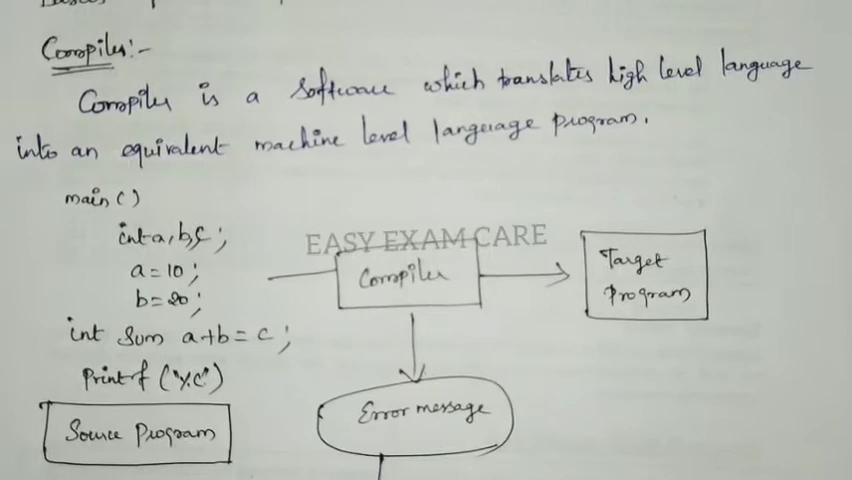 Compiler:-
Compiler is a software which translates high level language
into an equivalent machine level language program.
main()
int a, b, c;
EASY EXAM CARE
a = 10;
b = 20;
Compiler
Target
Program
int sum a+b = c;
Printf ("%c")
Source Program
Error message